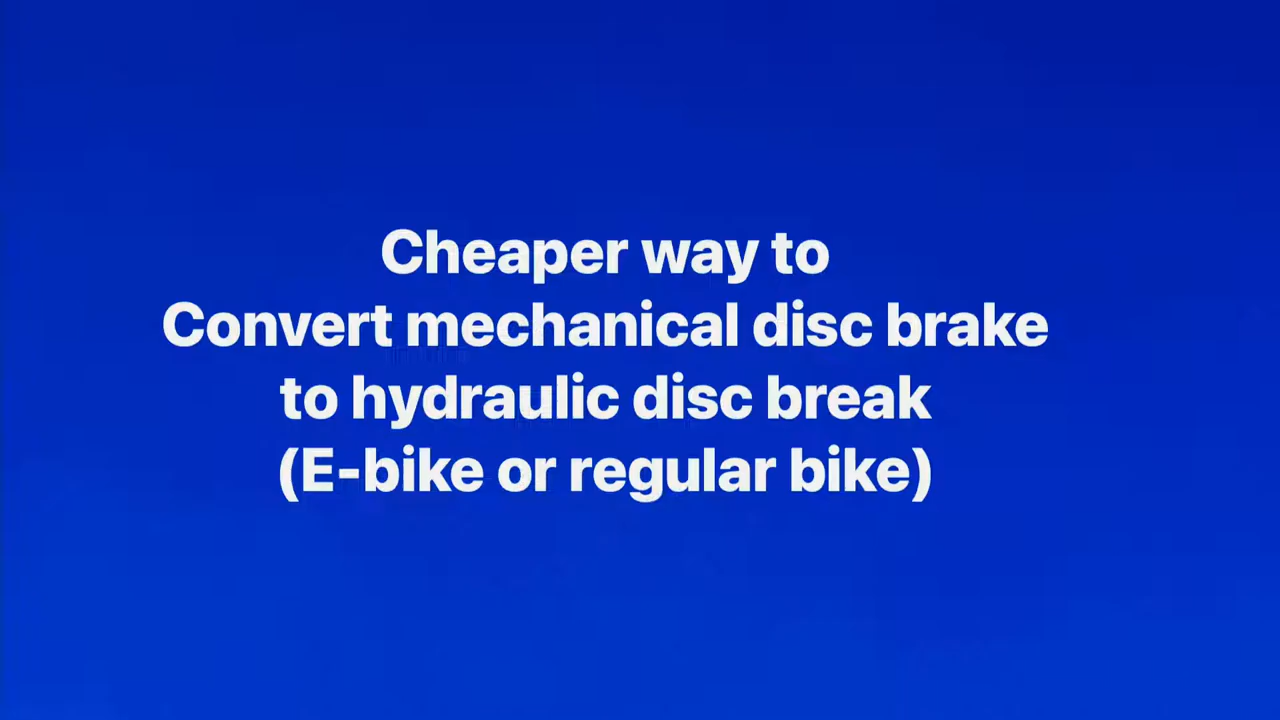 Cheaper way to
Convert mechanical disc brake
to hydraulic disc break
(E-bike or regular bike)